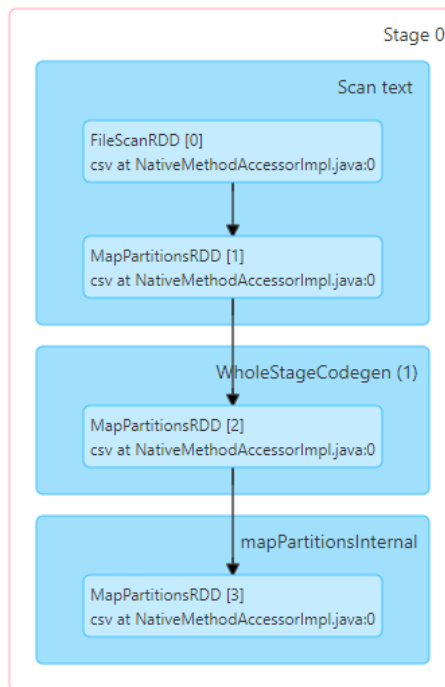 Stage 0
Scan text
FileScanRDD [0]
csv at NativeMethodAccessorImpl.java:0
MapPartitionsRDD [1]
csv at NativeMethodAccessorImpl.java:0
WholeStageCodegen (1)
MapPartitionsRDD [2]
csv at NativeMethodAccessorImpl.java:0
mapPartitionsInternal
MapPartitionsRDD [3]
csv at NativeMethodAccessorImpl.java:0